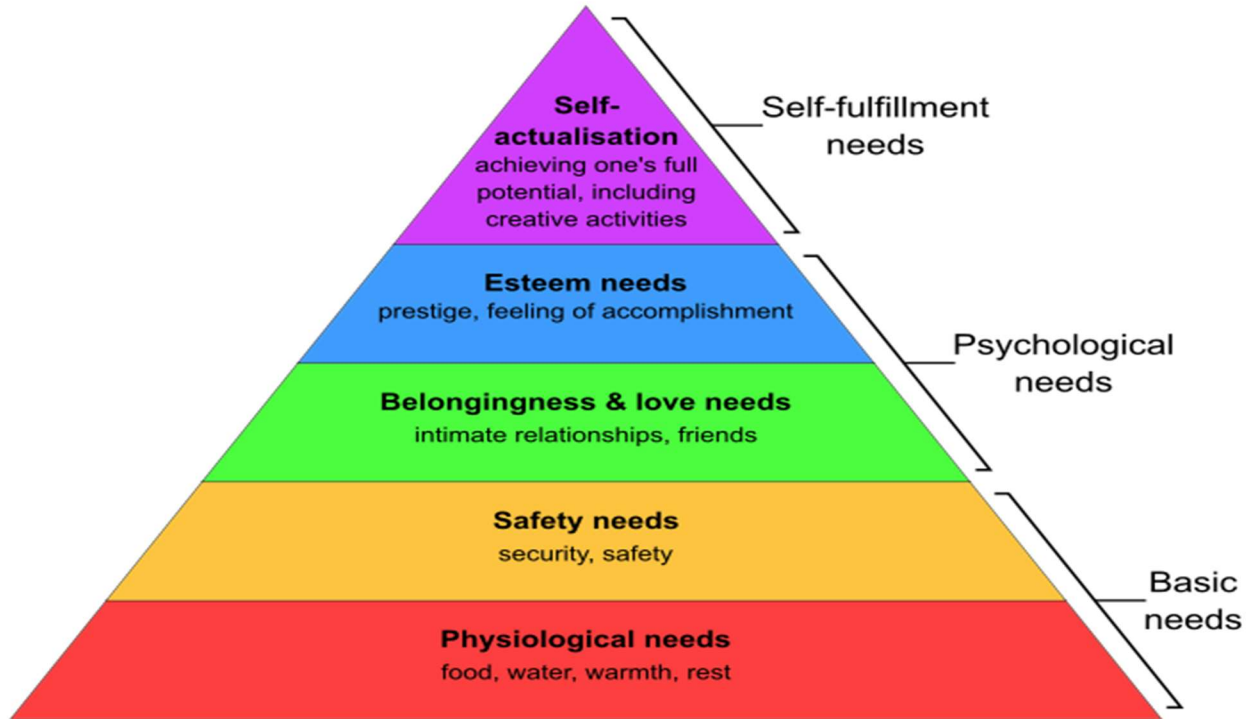 Self-
actualisation
achieving one's full
potential, including
creative activities
Self-fulfillment
needs
Esteem needs
prestige, feeling of accomplishment
Psychological
needs
Belongingness & love needs
intimate relationships, friends
Safety needs
security, safety
Basic
needs
Physiological needs
food, water, warmth, rest